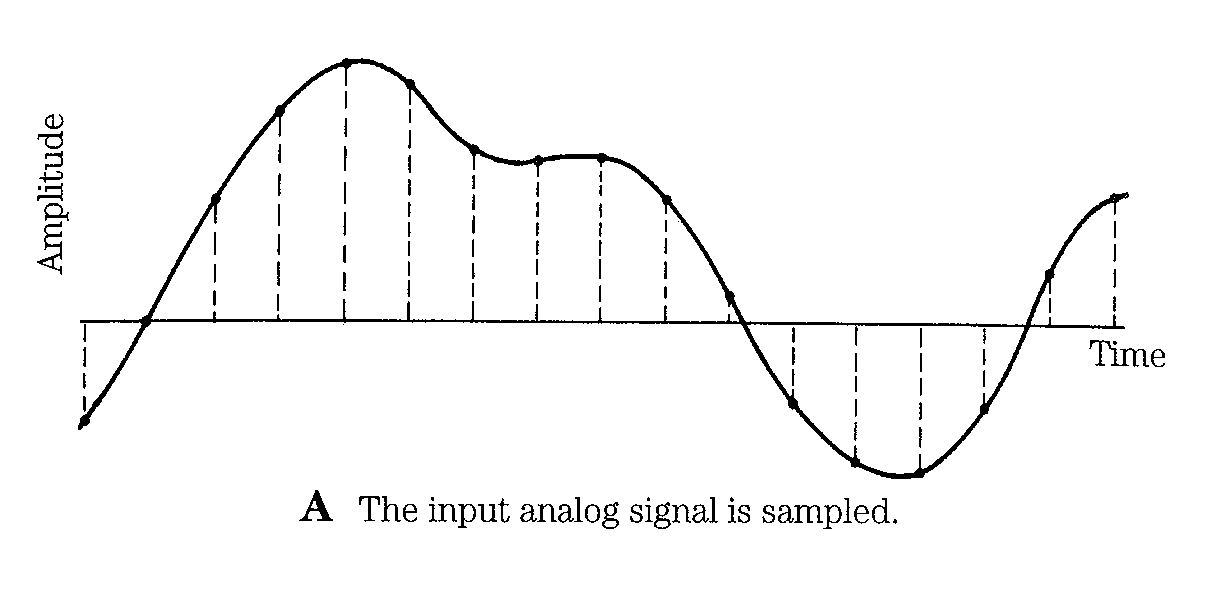 Amplitude
Time
A The input analog signal is sampled.